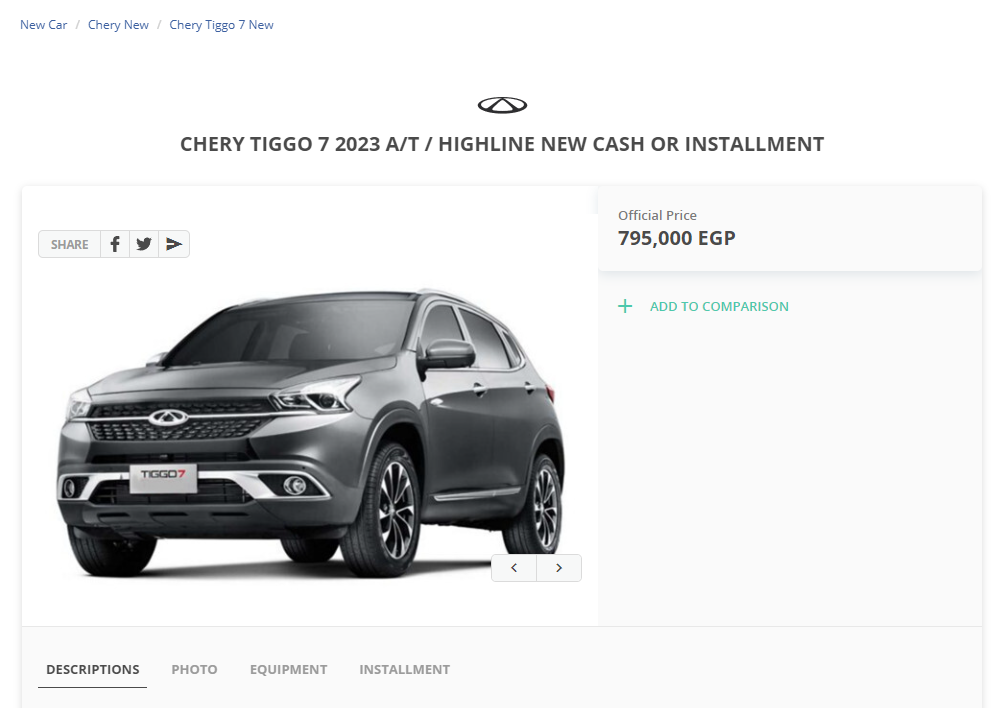 New Car / Chery New / Chery Tiggo 7 New
CHERY TIGGO 7 2023 A/T / HIGHLINE NEW CASH OR INSTALLMENT
SHARE
Official Price
795,000 EGP
+ ADD TO COMPARISON
TIGGO7
< >
DESCRIPTIONS PHOTO EQUIPMENT INSTALLMENT